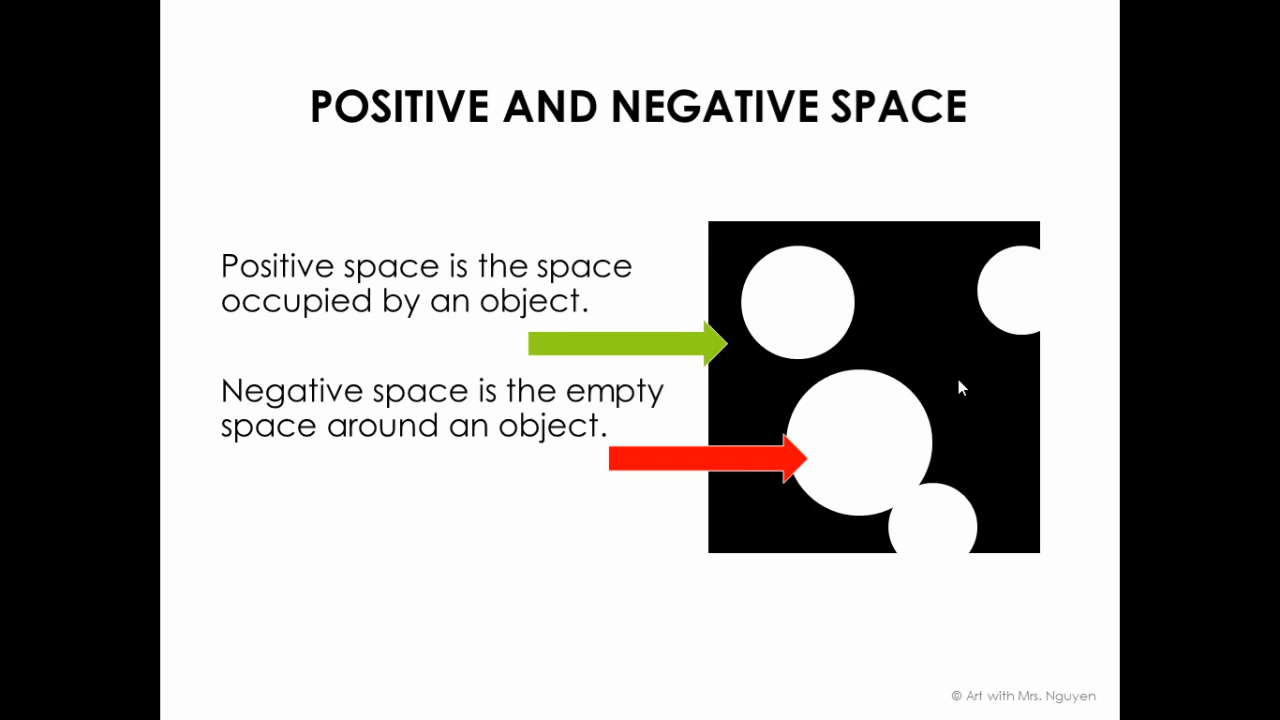 POSITIVE AND NEGATIVE SPACE
Positive space is the space
occupied by an object.
Negative space is the empty
space around an object.
© Art with Mrs. Nguyen